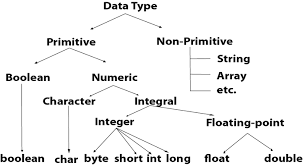 Data Type
Primitive Non-Primitive
String
Boolean Numeric
Array
etc.
Character Integral
Integer Floating-point
boolean char byte short int long float double